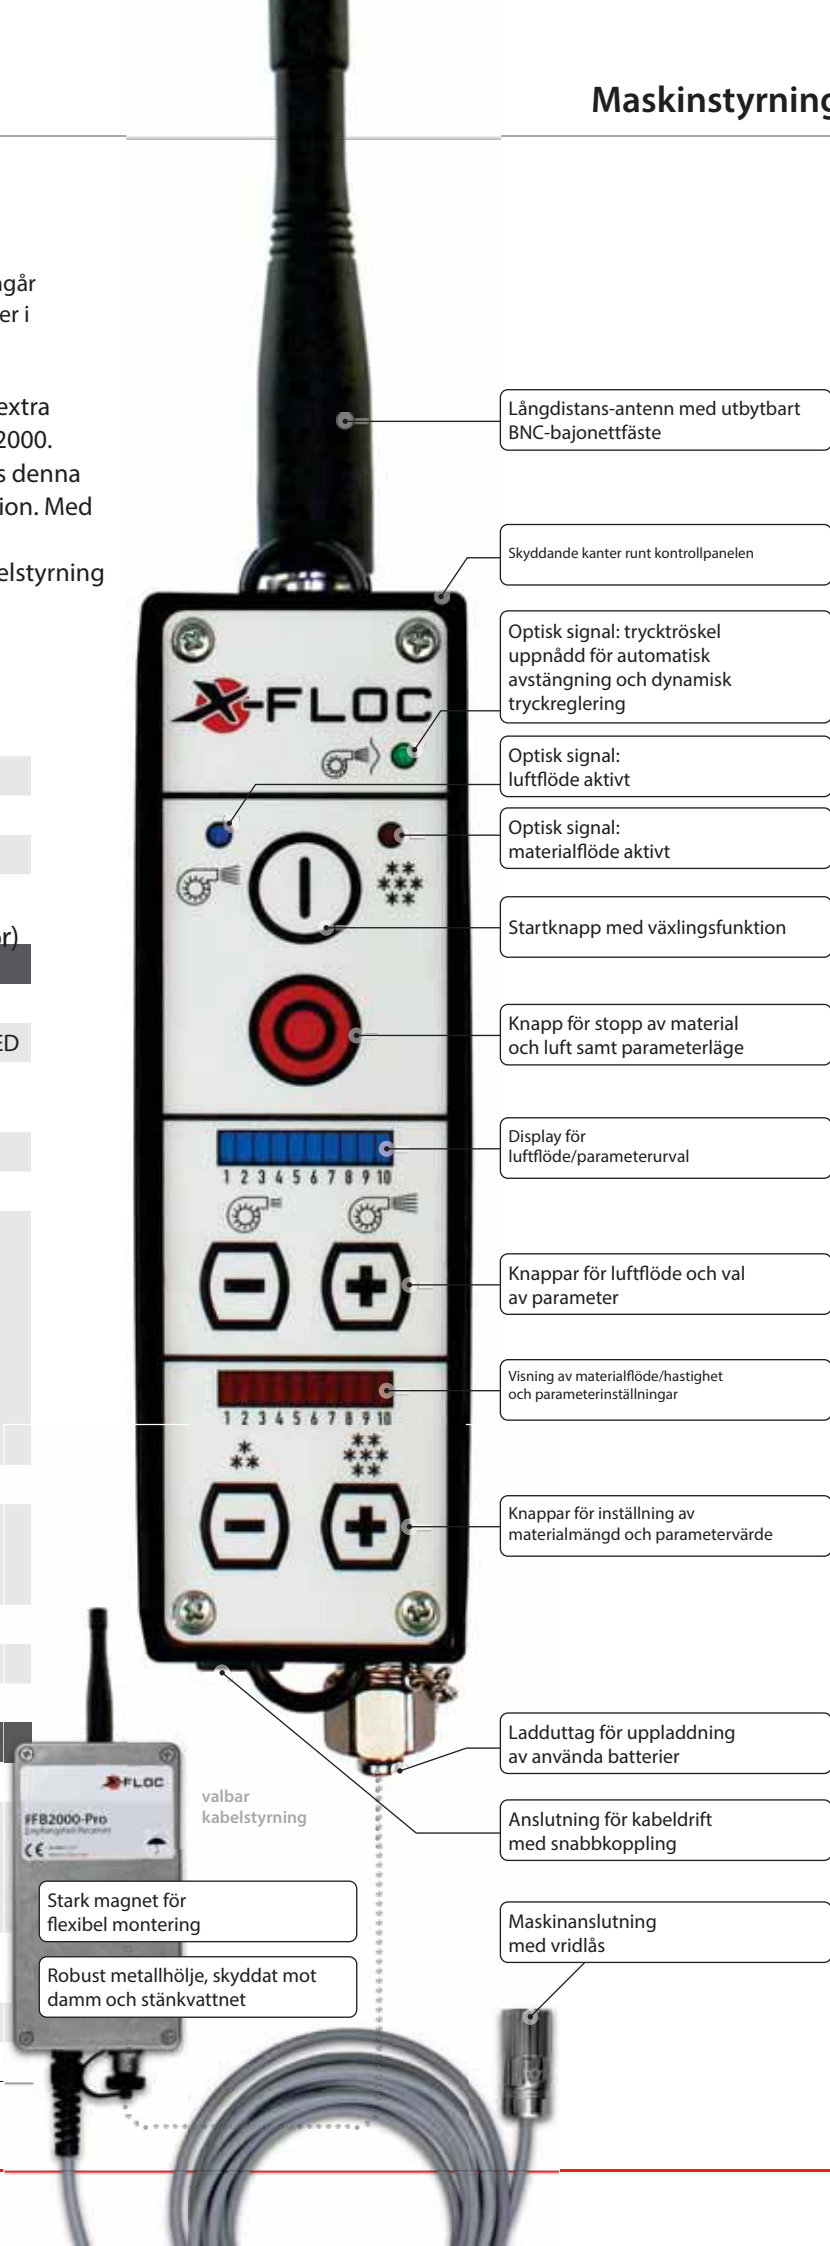 Maskinstyrning
går
er i
extra
2000.
s denna
ion. Med
elstyrning
r)
ED
Långdistans-antenn med utbytbart
BNC-bajonettfäste
Skyddande kanter runt kontrollpanelen
Optisk signal: trycktröskel
uppnådd för automatisk
avstängning och dynamisk
tryckreglering
Optisk signal:
luftflöde aktivt
Optisk signal:
materialflöde aktivt
Startknapp med växlingsfunktion
Knapp för stopp av material
och luft samt parameterläge
Display för
luftflöde/parameterurval
Knappar för luftflöde och val
av parameter
Visning av materialflöde/hastighet
och parameterinställningar
Knappar för inställning av
materialmängd och parametervärde
Ladduttag för uppladdning
av använda batterier
Anslutning för kabeldrift
med snabbkoppling
Maskinanslutning
med vridlås
X-FLOC
1 2 3 4 5 6 7 8 9 10
1 2 3 4 5 6 7 8 9 10
valbar
kabelstyrning
X-FLOC
FFB2000-Pro
CE
Stark magnet för
flexibel montering
Robust metallhölje, skyddat mot
damm och stänkvattnet